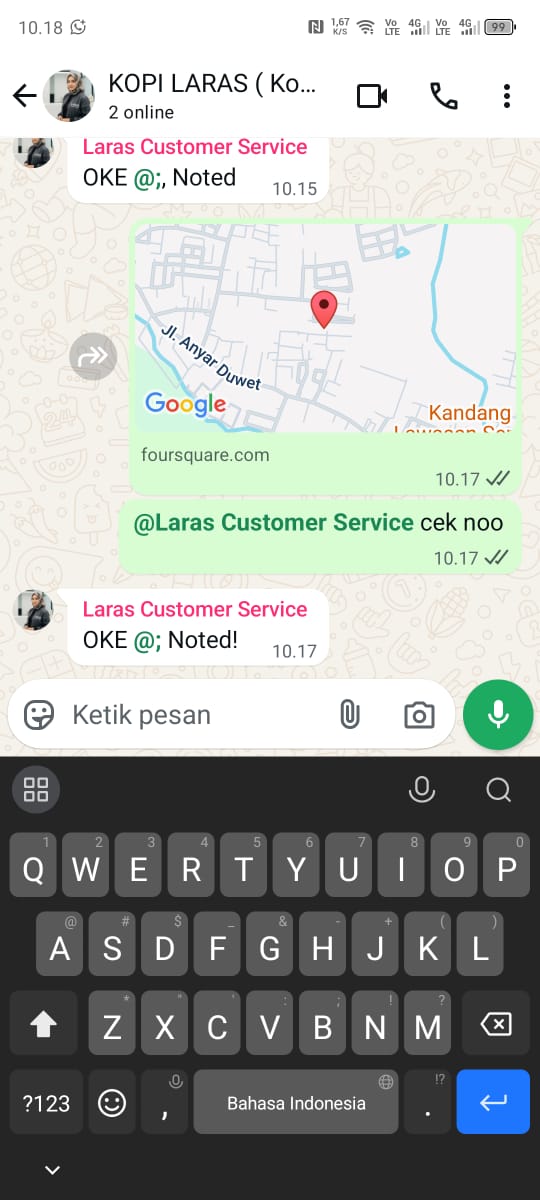 10.18
1,67
K/S
Vo
LTE
4G
Vo
LTE
4G
99
KOPI LARAS ( Ko...
2 online
Laras Customer Service
OKE @;, Noted
10.15
Jl. Anyar Duwet
Google
Kandang
foursquare.com
10.17
@Laras Customer Service cek noo
10.17
Laras Customer Service
OKE @; Noted!
10.17
Ketik pesan
1 2 3 4 5 6 7 8 9 0
Q W E R T Y U I O P
@ # $ _ & - + ( )
A S D F G H J K L
* " ' : ; ! ?
Z X C V B N M
!?
?123 , Bahasa Indonesia .